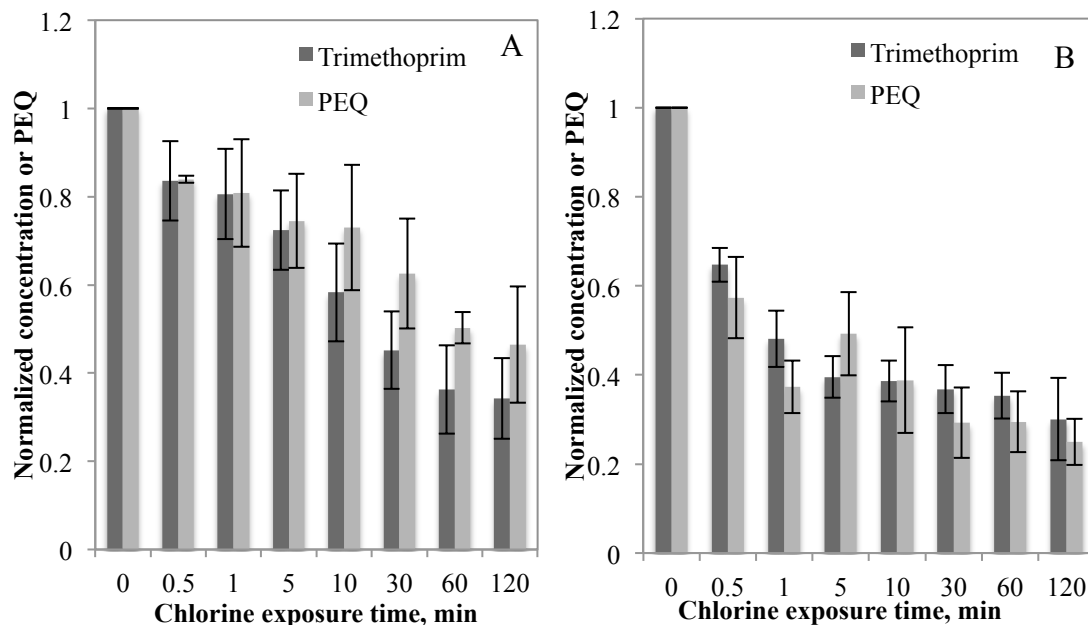 A
Trimethoprim
PEQ
Normalized concentration or PEQ
1.2
1
0.8
0.6
0.4
0.2
0
0 0.5 1 5 10 30 60 120
Chlorine exposure time, min
B
Trimethoprim
PEQ
Normalized concentration or PEQ
1.2
1
0.8
0.6
0.4
0.2
0
0 0.5 1 5 10 30 60 120
Chlorine exposure time, min